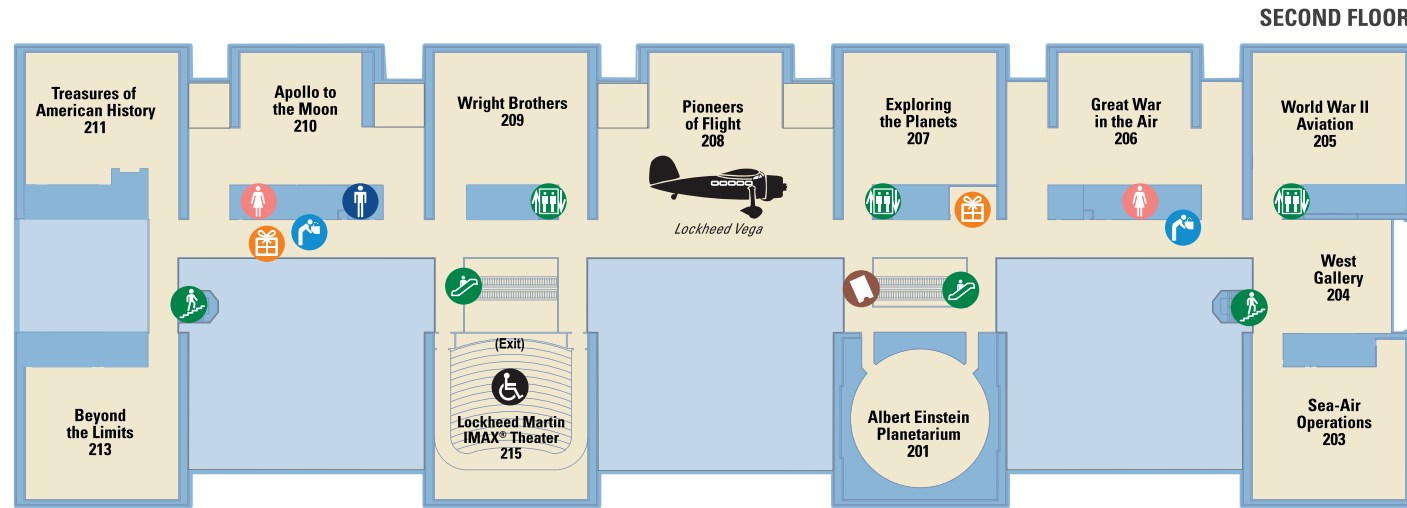 SECOND FLOOR
Treasures of
American History
211
Apollo to
the Moon
210
Wright Brothers
209
Pioneers
of Flight
208
Exploring
the Planets
207
Great War
in the Air
206
World War II
Aviation
205
Lockheed Vega
West
Gallery
204
(Exit)
Lockheed Martin
IMAX® Theater
215
Beyond
the Limits
213
Albert Einstein
Planetarium
201
Sea-Air
Operations
203